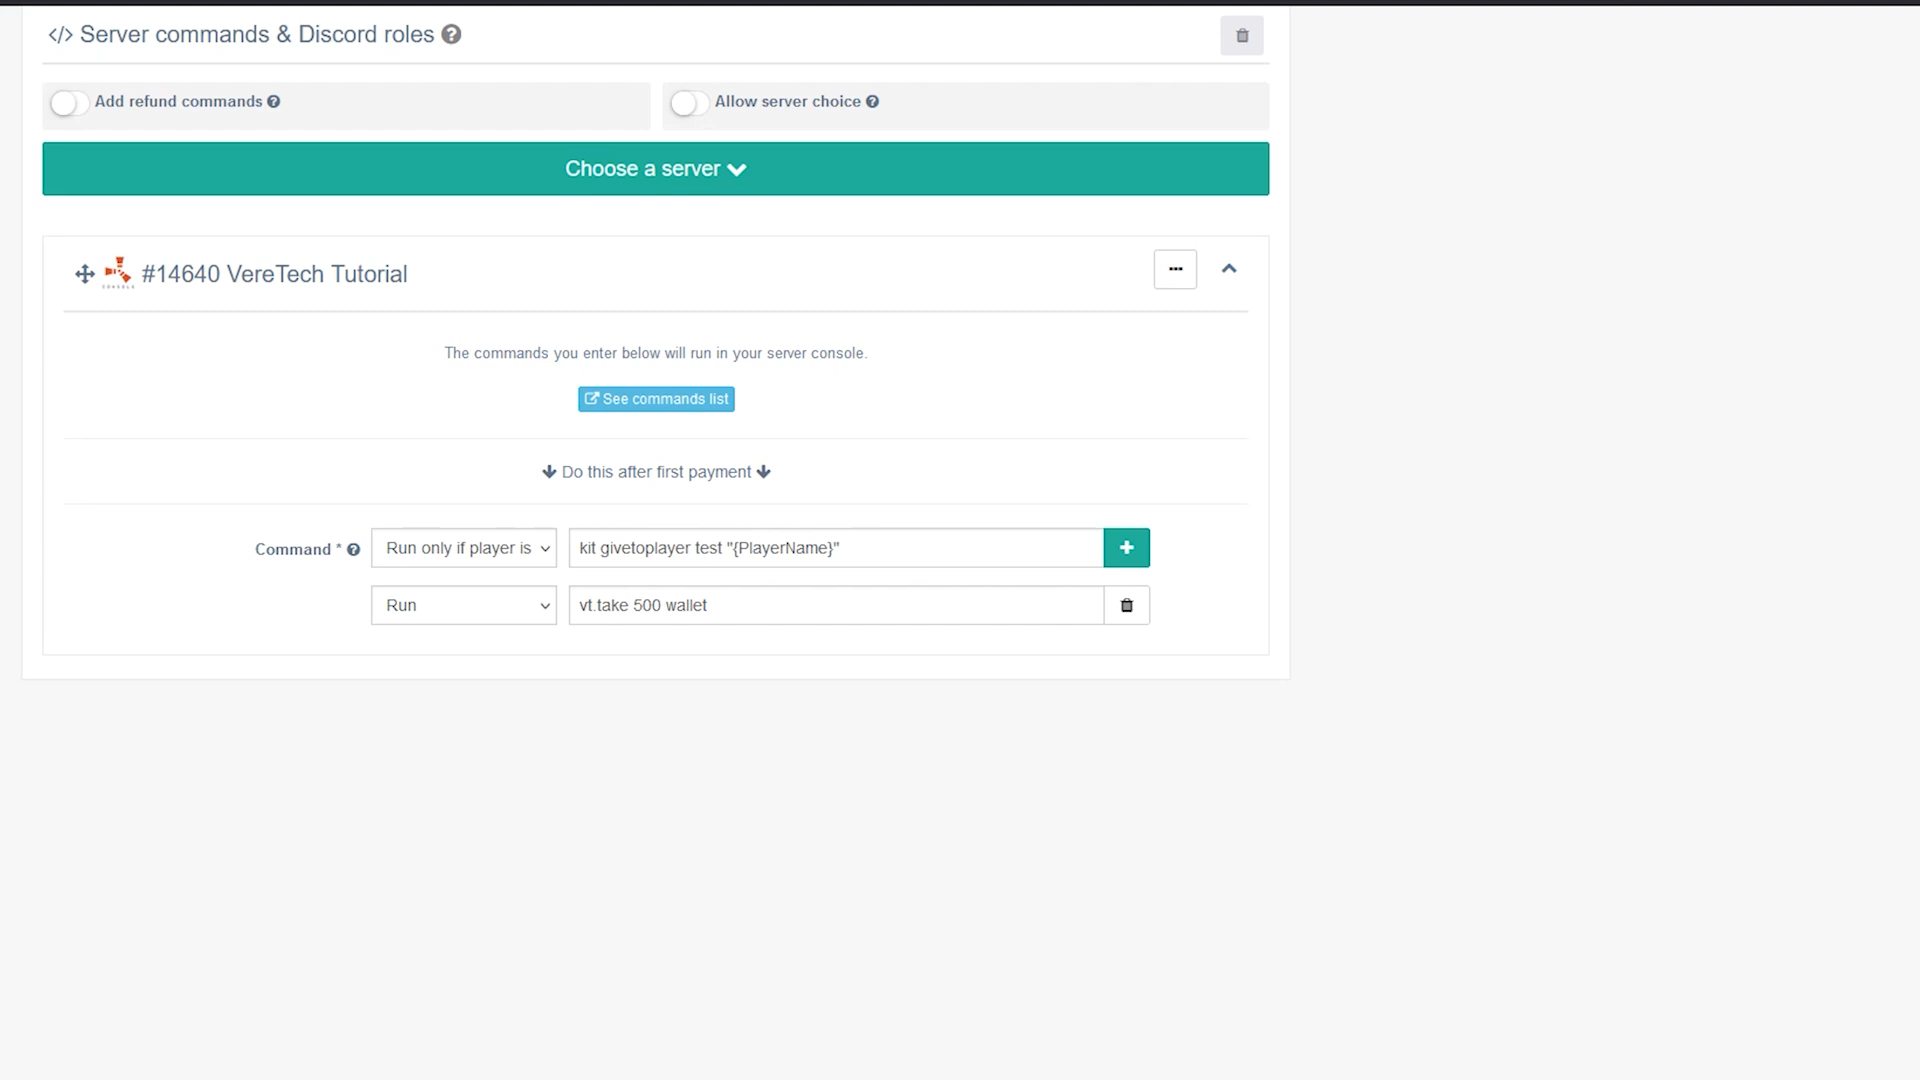 </> Server commands & Discord roles ?
Add refund commands ?
Allow server choice ?
Choose a server
CONSOLE
#14640 VereTech Tutorial
The commands you enter below will run in your server console.
See commands list
Do this after first payment
Command * ? Run only if player is kit givetoplayer test "{PlayerName}"
Run vt.take 500 wallet